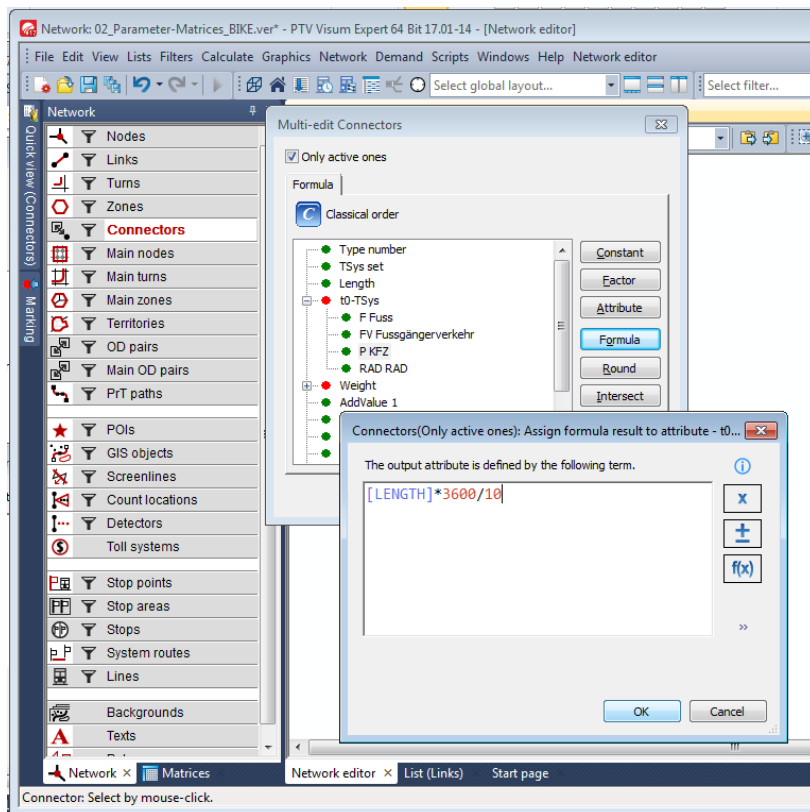 Network: 02_Parameter-Matrices_BIKE.ver* - PTV Visum Expert 64 Bit 17.01-14 - [Network editor]
File Edit View Lists Filters Calculate Graphics Network Demand Scripts Windows Help Network editor
Select global layout...
Select filter...
Quick view (Connectors)
Marking
Network
Nodes
Links
Turns
Zones
Connectors
Main nodes
Main turns
Main zones
Territories
OD pairs
Main OD pairs
PrT paths
POIs
GIS objects
Screenlines
Count locations
Detectors
Toll systems
Stop points
Stop areas
Stops
System routes
Lines
Backgrounds
Texts
Multi-edit Connectors
Only active ones
Formula
Classical order
Type number
TSys set
Length
t0-TSys
F Fuss
FV Fussgängerverkehr
P KFZ
RAD RAD
Weight
AddValue 1
Constant
Factor
Attribute
Formula
Round
Intersect
Connectors(Only active ones): Assign formula result to attribute - t0...
The output attribute is defined by the following term.
[LENGTH]*3600/10
x
±
f(x)
»
OK
Cancel
Network
Matrices
Network editor
List (Links)
Start page
Connector: Select by mouse-click.